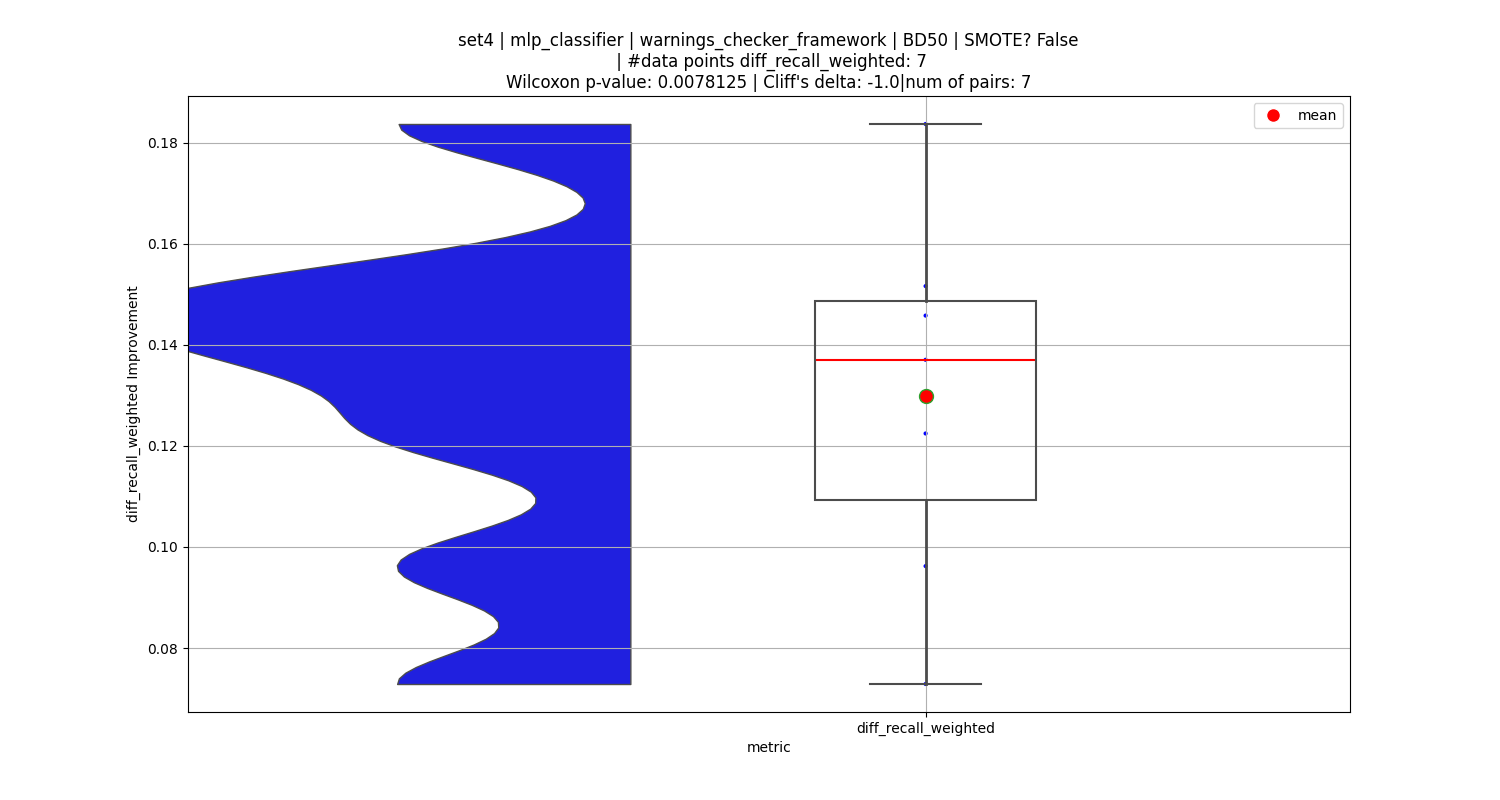 set4 | mlp_classifier | warnings_checker_framework | BD50 | SMOTE? False
| #data points diff_recall_weighted: 7
Wilcoxon p-value: 0.0078125 | Cliff's delta: -1.0|num of pairs: 7
mean
0.18
0.16
0.14
0.12
0.10
0.08
diff_recall_weighted Improvement
diff_recall_weighted
metric